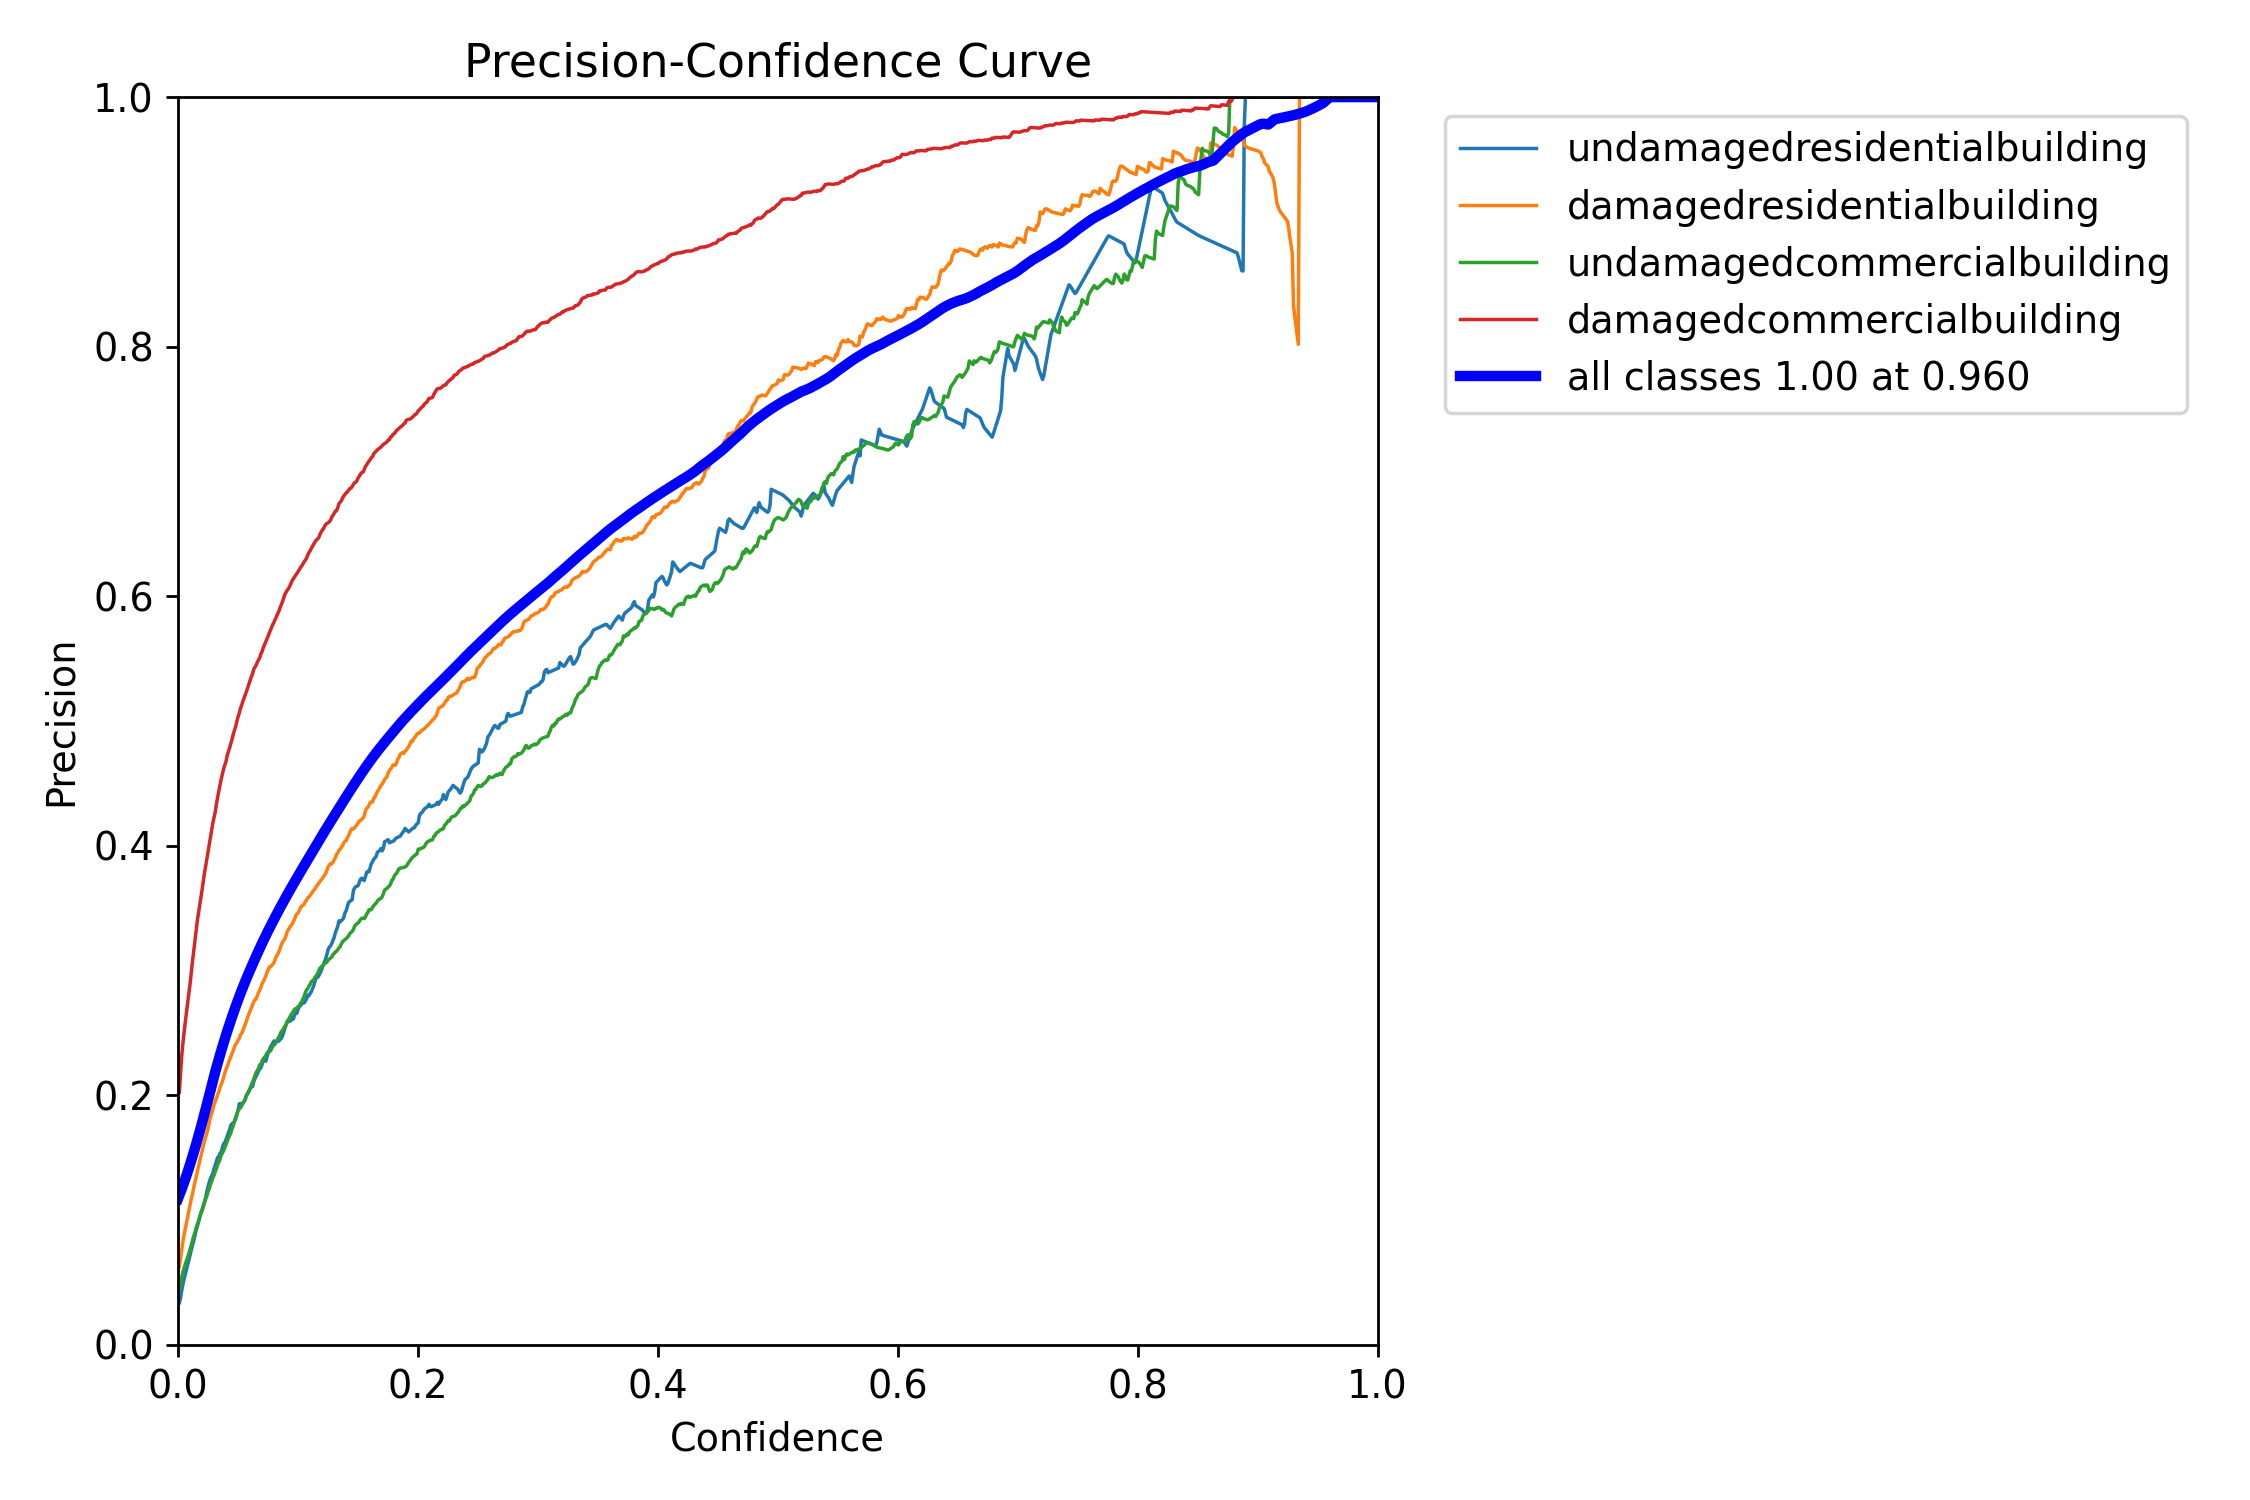 Precision-Confidence Curve
1.0
0.8
0.6
0.4
0.2
0.0
Precision
0.0 0.2 0.4 0.6 0.8 1.0
Confidence
undamagedresidentialbuilding
damagedresidentialbuilding
undamagedcommercialbuilding
damagedcommercialbuilding
all classes 1.00 at 0.960